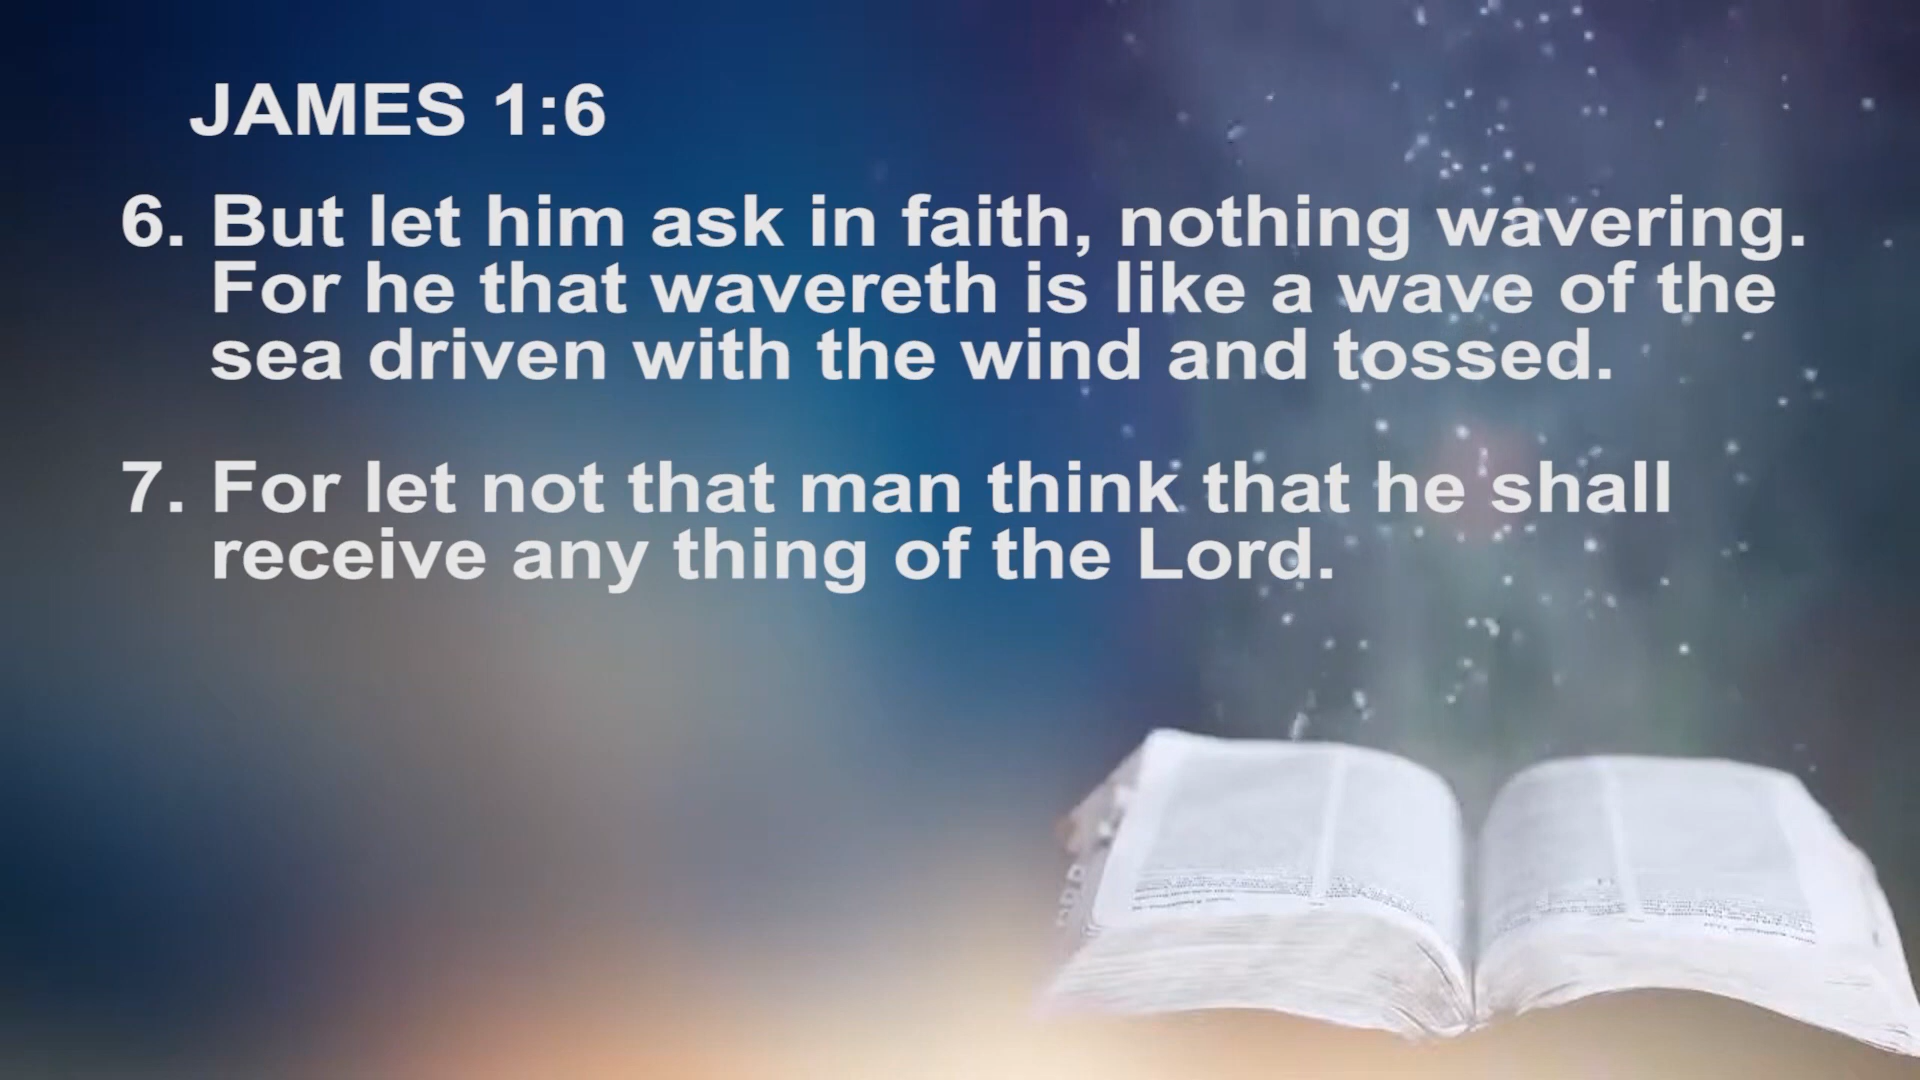 JAMES 1:6
6. But let him ask in faith, nothing wavering.
For he that wavereth is like a wave of the
sea driven with the wind and tossed.
7. For let not that man think that he shall
receive any thing of the Lord.